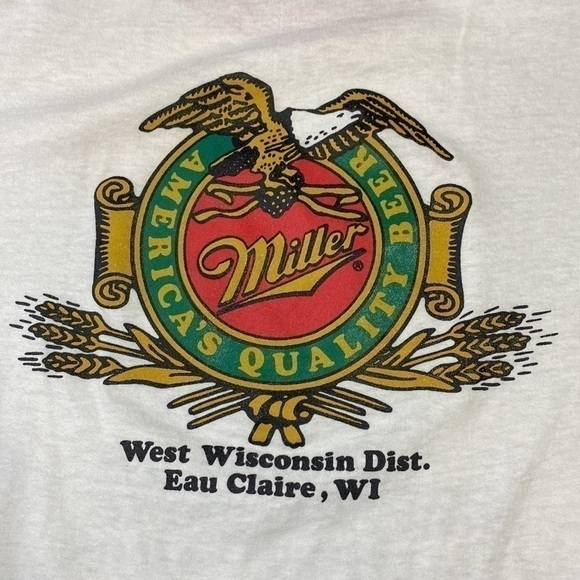 AMERICA'S QUALITY BEER
Miller
®
West Wisconsin Dist.
Eau Claire, WI